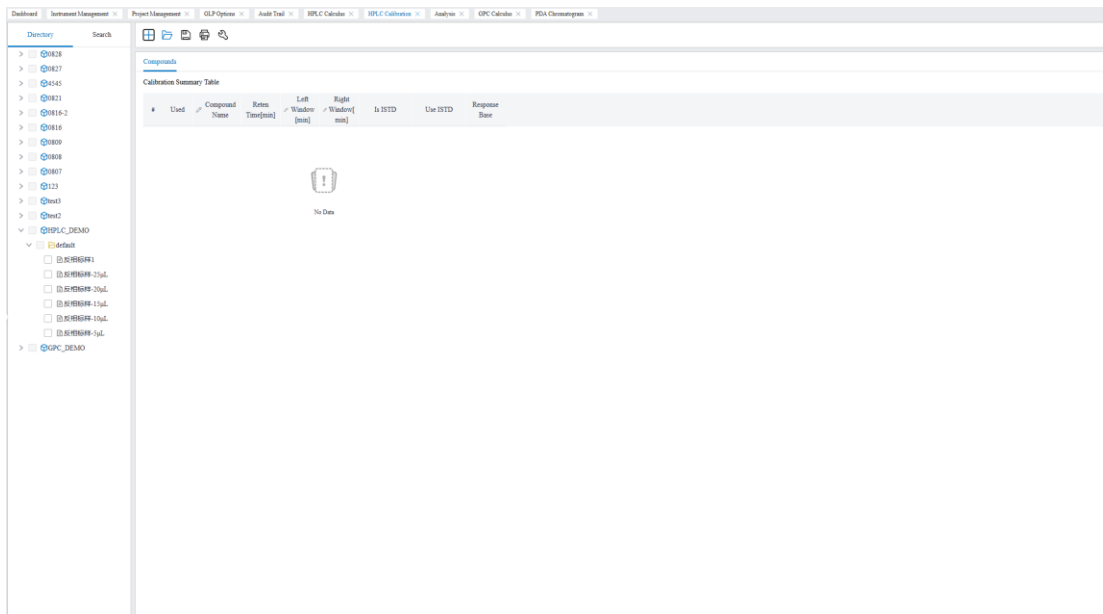 Dashboard Instrument Management Project Management GLP Options Audit Trail HPLC Calculus HPLC Calibration Analysis GPC Calculus PDA Chromatogram
Directory Search
0828
0827
4545
0821
0816-2
0816
0809
0808
0807
123
test3
test2
HPLC_DEMO
default
反相标样1
反相标样-25μL
反相标样-20μL
反相标样-15μL
反相标样-10μL
反相标样-5μL
GPC_DEMO
Compounds
Calibration Summary Table
# Used Compound Name Reten Time[min] Left Window [min] Right Window[ min] Is ISTD Use ISTD Response Base
No Data